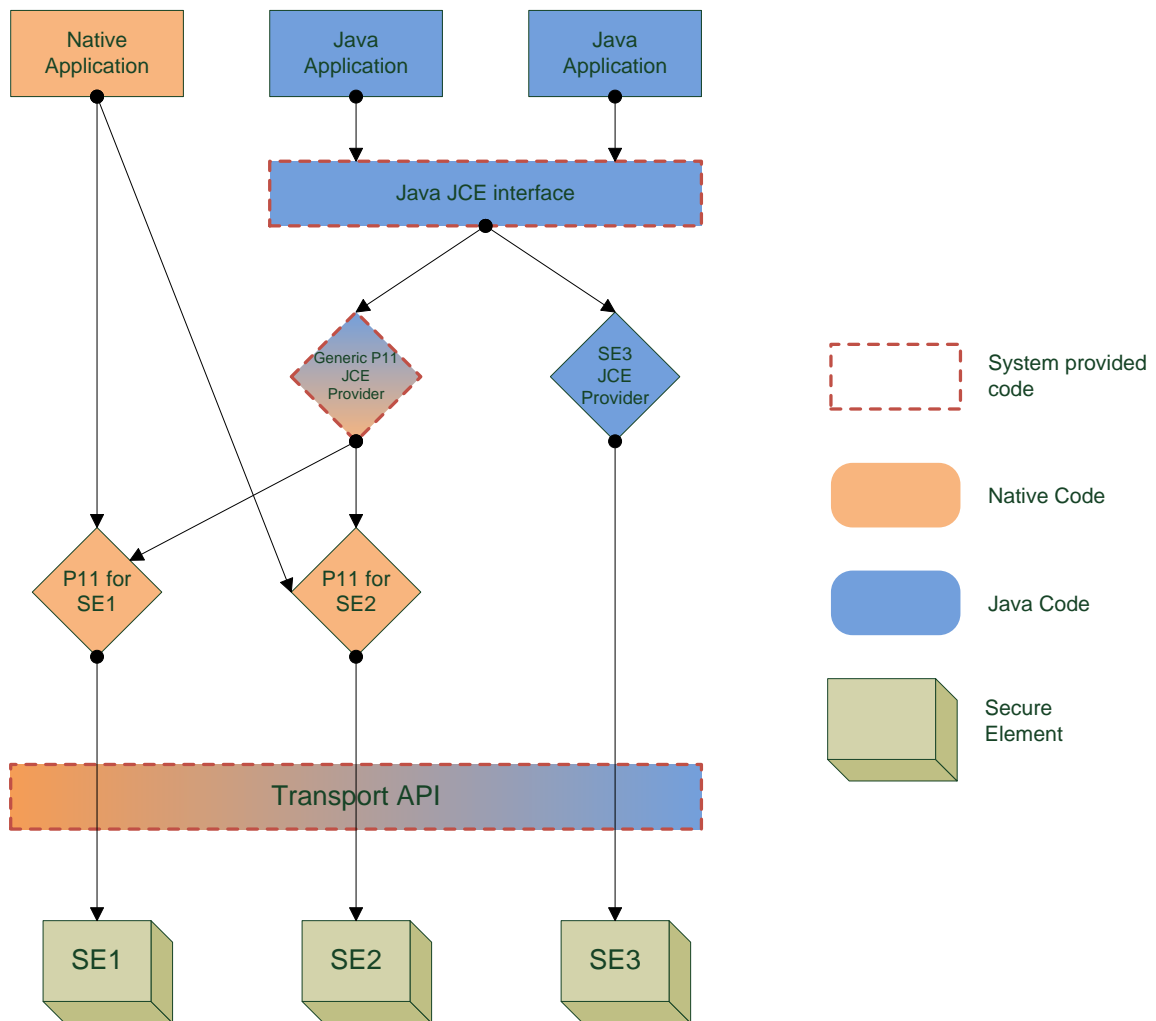 Native
Application
Java
Application
Java
Application
Java JCE interface
Generic P11
JCE
Provider
SE3
JCE
Provider
System provided
code
Native Code
P11 for
SE1
P11 for
SE2
Java Code
Secure
Element
Transport API
SE1
SE2
SE3